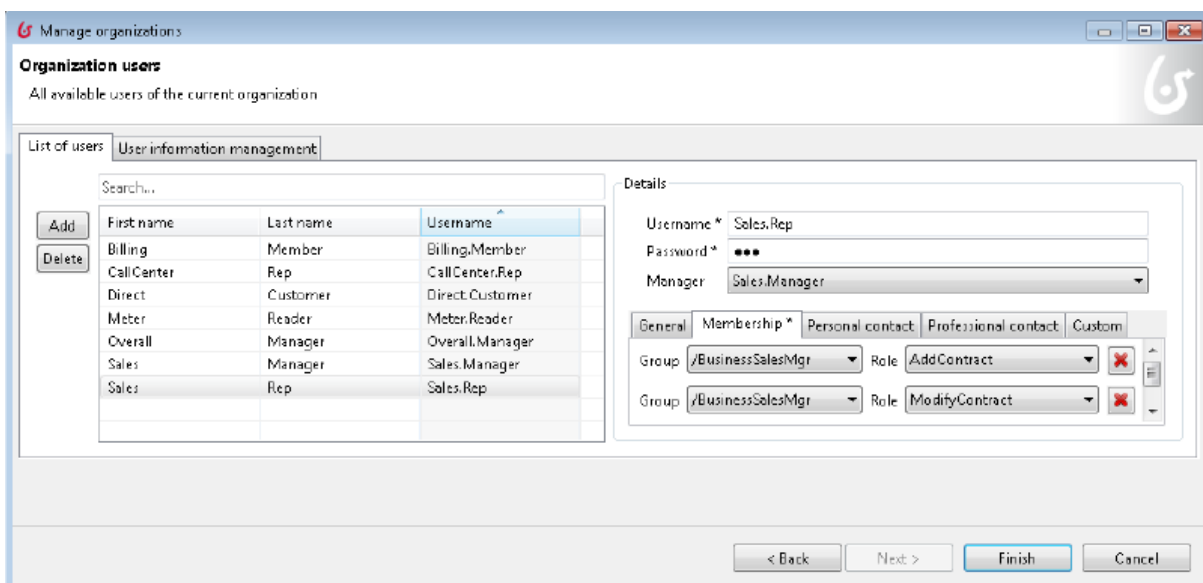 Manage organizations
Organization users
All available users of the current organization
List of users User information management
Search...
Add
Delete
First name Last name Username
Billing Member Billing.Member
CallCenter Rep CallCenter.Rep
Direct Customer Direct.Customer
Meter Reader Meter.Reader
Overall Manager Overall.Manager
Sales Manager Sales.Manager
Sales Rep Sales.Rep
Details
Username * Sales.Rep
Password * •••
Manager Sales.Manager
General Membership * Personal contact Professional contact Custom
Group /BusinessSalesMgr Role AddContract
Group /BusinessSalesMgr Role ModifyContract
< Back Next > Finish Cancel